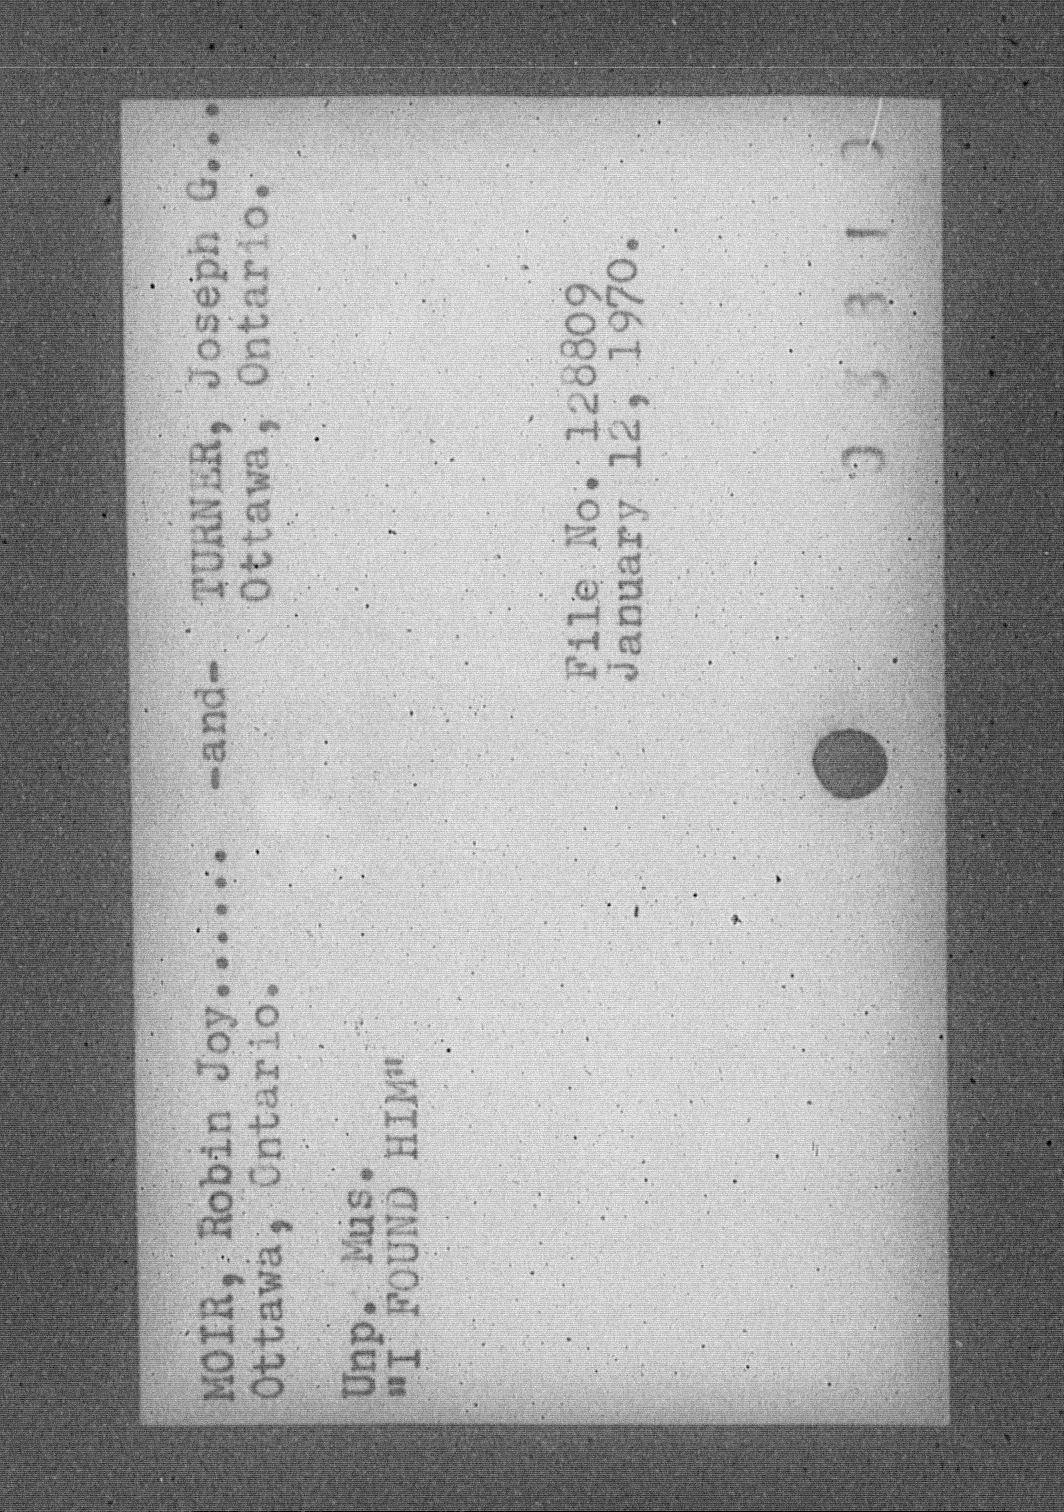 MOIR, Robin Joy....... -and- TURNER, Joseph G...
Ottawa, Ontario. Ottawa, Ontario.
Unp. Mus.
"I FOUND HIM"
File No. 128809
January 12, 1970.